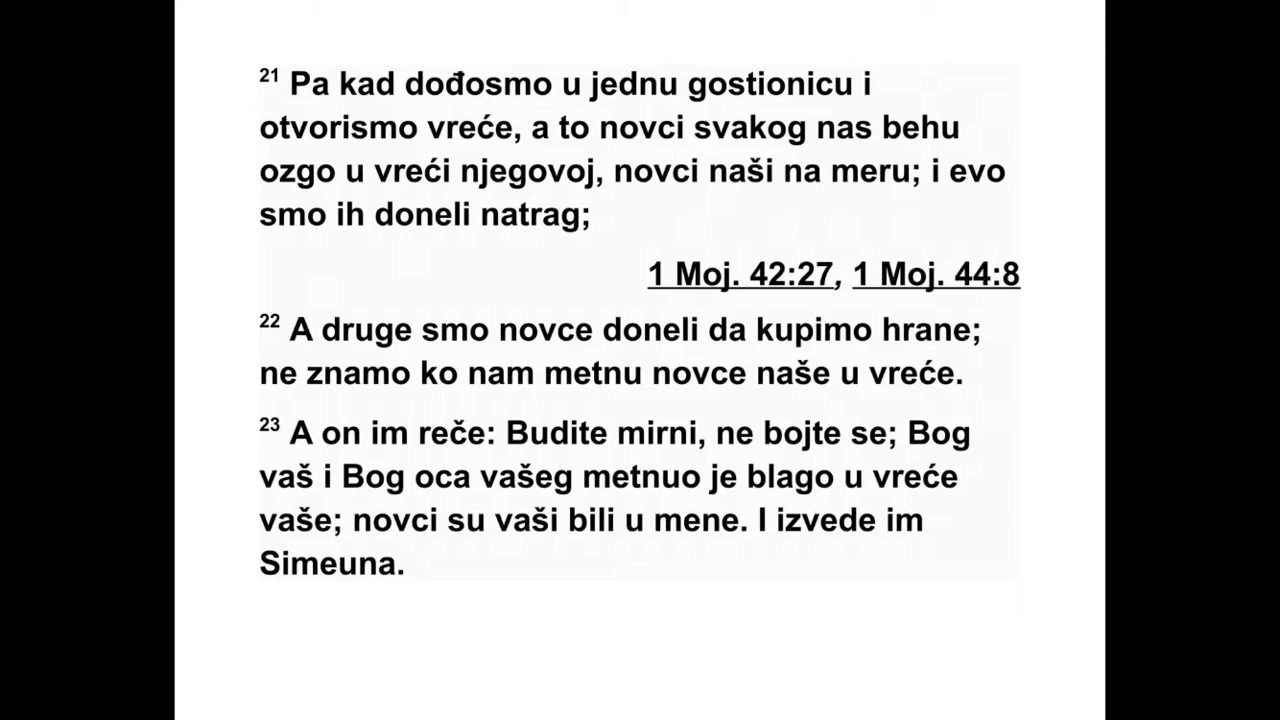 21 Pa kad dođosmo u jednu gostionicu i
otvorismo vreće, a to novci svakog nas behu
ozgo u vreći njegovoj, novci naši na meru; i evo
smo ih doneli natrag;
1 Moj. 42:27, 1 Moj. 44:8
22 A druge smo novce doneli da kupimo hrane;
ne znamo ko nam metnu novce naše u vreće.
23 A on im reče: Budite mirni, ne bojte se; Bog
vaš i Bog oca vašeg metnuo je blago u vreće
vaše; novci su vaši bili u mene. I izvede im
Simeuna.